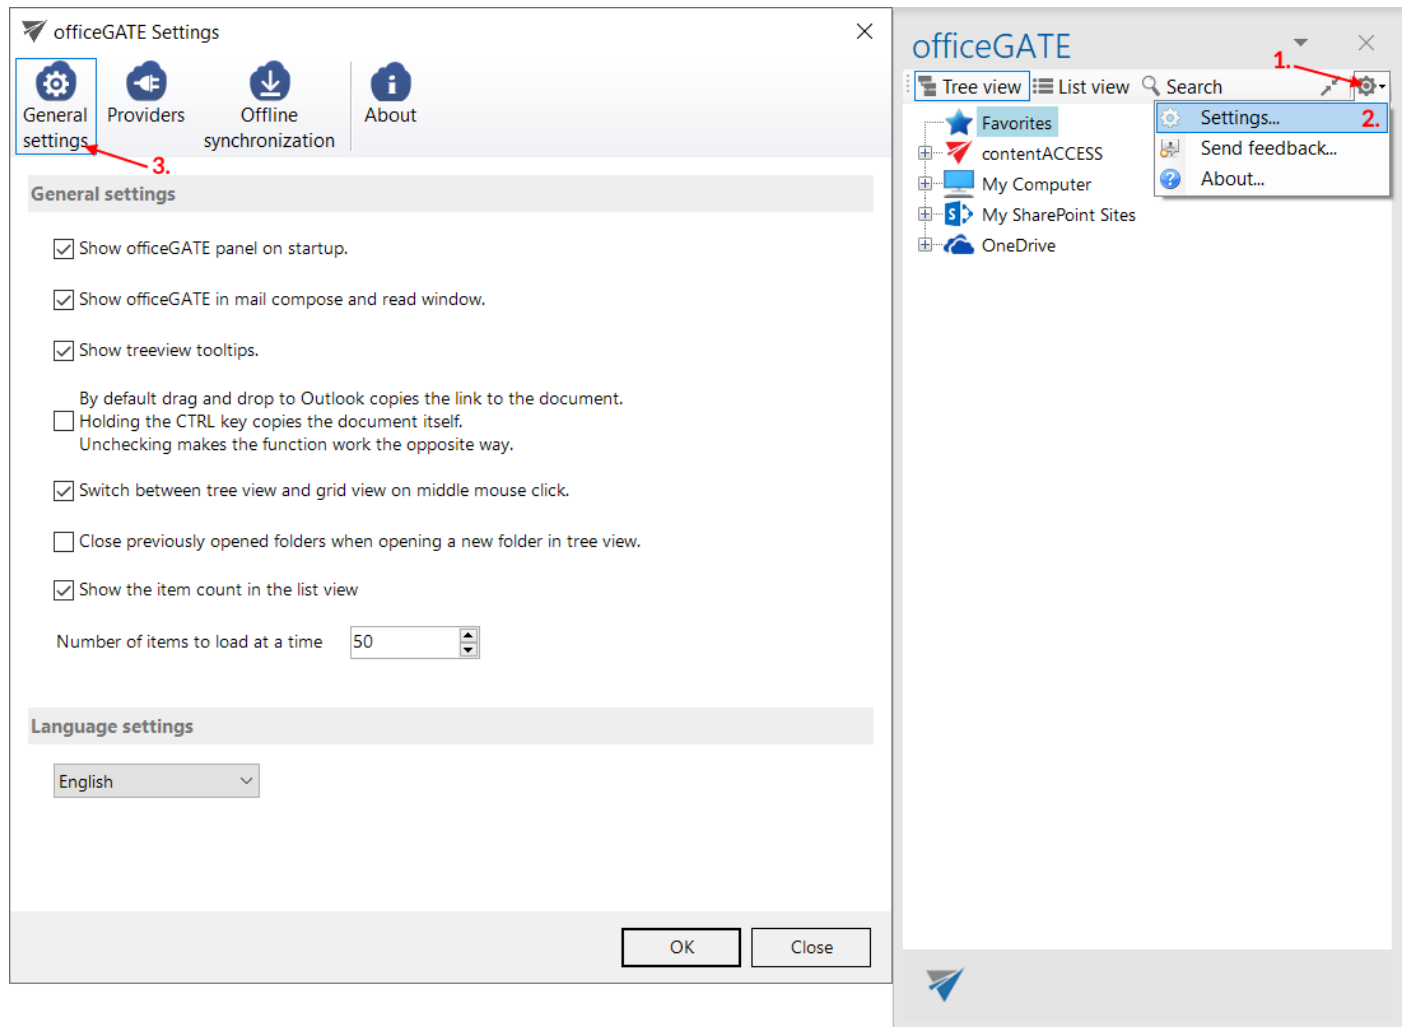 officeGATE Settings
General settings
Providers
Offline synchronization
About
3.
General settings
Show officeGATE panel on startup.
Show officeGATE in mail compose and read window.
Show treeview tooltips.
By default drag and drop to Outlook copies the link to the document.
Holding the CTRL key copies the document itself.
Unchecking makes the function work the opposite way.
Switch between tree view and grid view on middle mouse click.
Close previously opened folders when opening a new folder in tree view.
Show the item count in the list view
Number of items to load at a time 50
Language settings
English
OK Close
officeGATE
1.
Tree view List view Search
Settings... 2.
Send feedback...
About...
Favorites
contentACCESS
My Computer
My SharePoint Sites
OneDrive